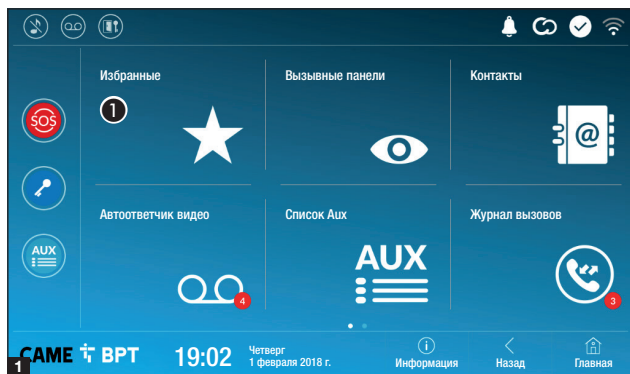 Избранные
Вызывные панели
Контакты
1
SOS
@
Автоответчик видео
Список Aux
Журнал вызовов
AUX
AUX
4
3
CAME BPT
19:02
Четверг
1 февраля 2018 г.
i
Информация
Назад
Главная
1